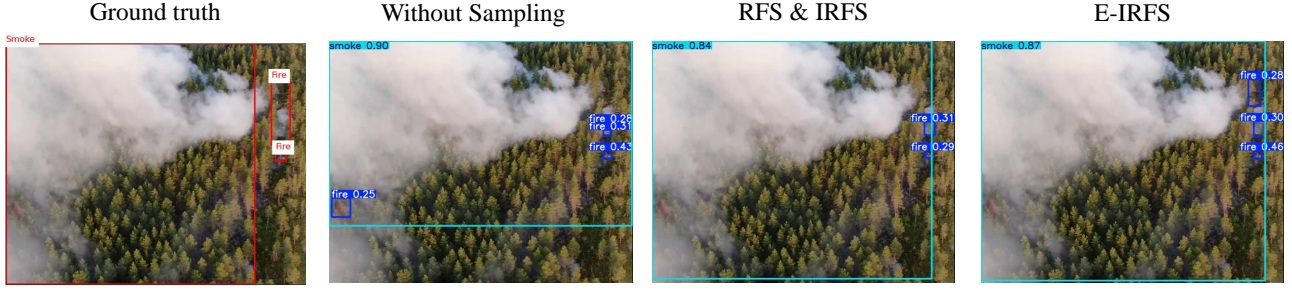 Ground truth
Without Sampling
RFS & IRFS
E-IRFS
Smoke
Fire
Fire
smoke 0.90
fire 0.28
fire 0.31
fire 0.43
fire 0.25
smoke 0.84
fire 0.31
fire 0.29
smoke 0.87
fire 0.28
fire 0.30
fire 0.46